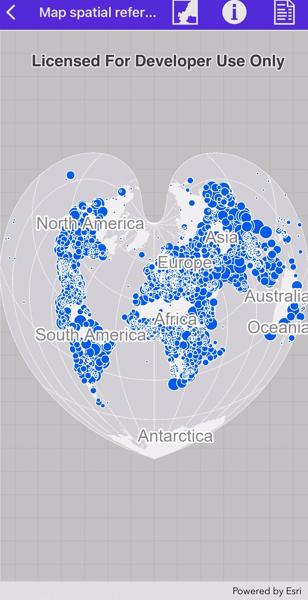 Map spatial refer...
Licensed For Developer Use Only
North America
Asia
Europe
Australia
Africa
Oceania
South America
Antarctica
Powered by Esri